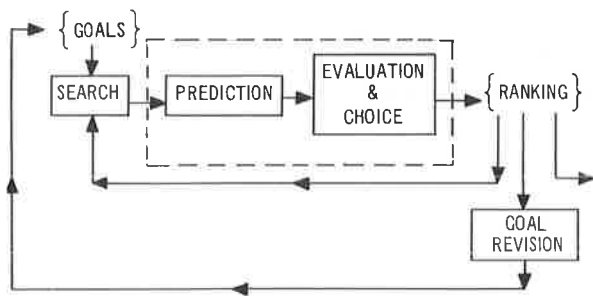 {GOALS}
SEARCH
PREDICTION
EVALUATION
&
CHOICE
{RANKING}
GOAL
REVISION